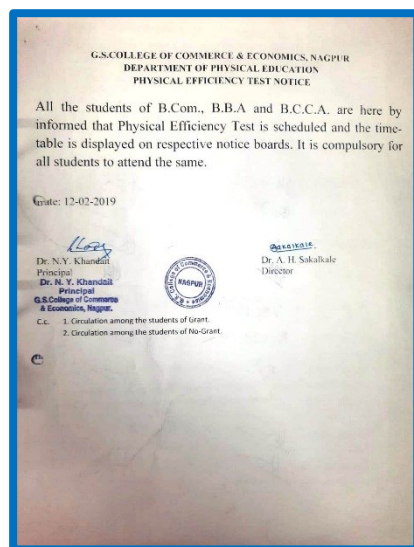 G.S.COLLEGE OF COMMERCE & ECONOMICS, NAGPUR
DEPARTMENT OF PHYSICAL EDUCATION
PHYSICAL EFFICIENCY TEST NOTICE
All the students of B.Com., B.B.A and B.C.C.A. are here by
informed that Physical Efficiency Test is scheduled and the time-
table is displayed on respective notice boards. It is compulsory for
all students to attend the same.
Date: 12-02-2019
Dr. N.Y. Khandait
Principal
Dr. N. Y. Khandait
Principal
G.S.College of Commerce
& Economics, Nagpur.
NAGPUR
Dr. A. H. Sakalkale
Director
C.c. 1. Circulation among the students of Grant.
2. Circulation among the students of No-Grant.